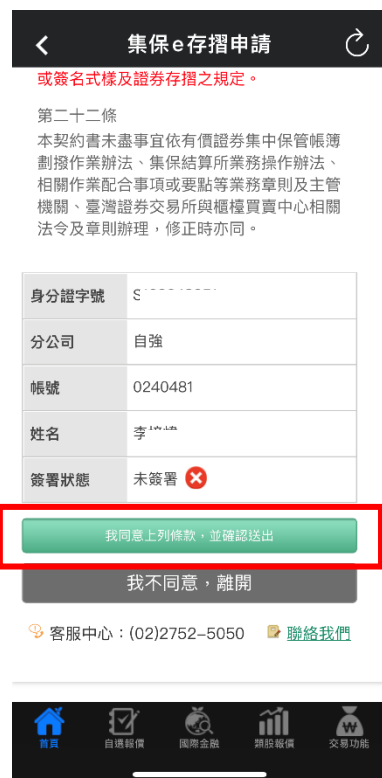 集保e存摺申請
或簽名式樣及證券存摺之規定。
第二十二條
本契約書未盡事宜依有價證券集中保管帳簿
劃撥作業辦法、集保結算所業務操作辦法、
相關作業配合事項或要點等業務章則及主管
機關、臺灣證券交易所與櫃檯買賣中心相關
法令及章則辦理，修正時亦同。
身分證字號 S
分公司 自強
帳號 0240481
姓名 李
簽署狀態 未簽署
我同意上列條款，並確認送出
我不同意，離開
客服中心：(02)2752-5050 聯絡我們
首頁 自選報價 國際金融 類股報價 交易功能